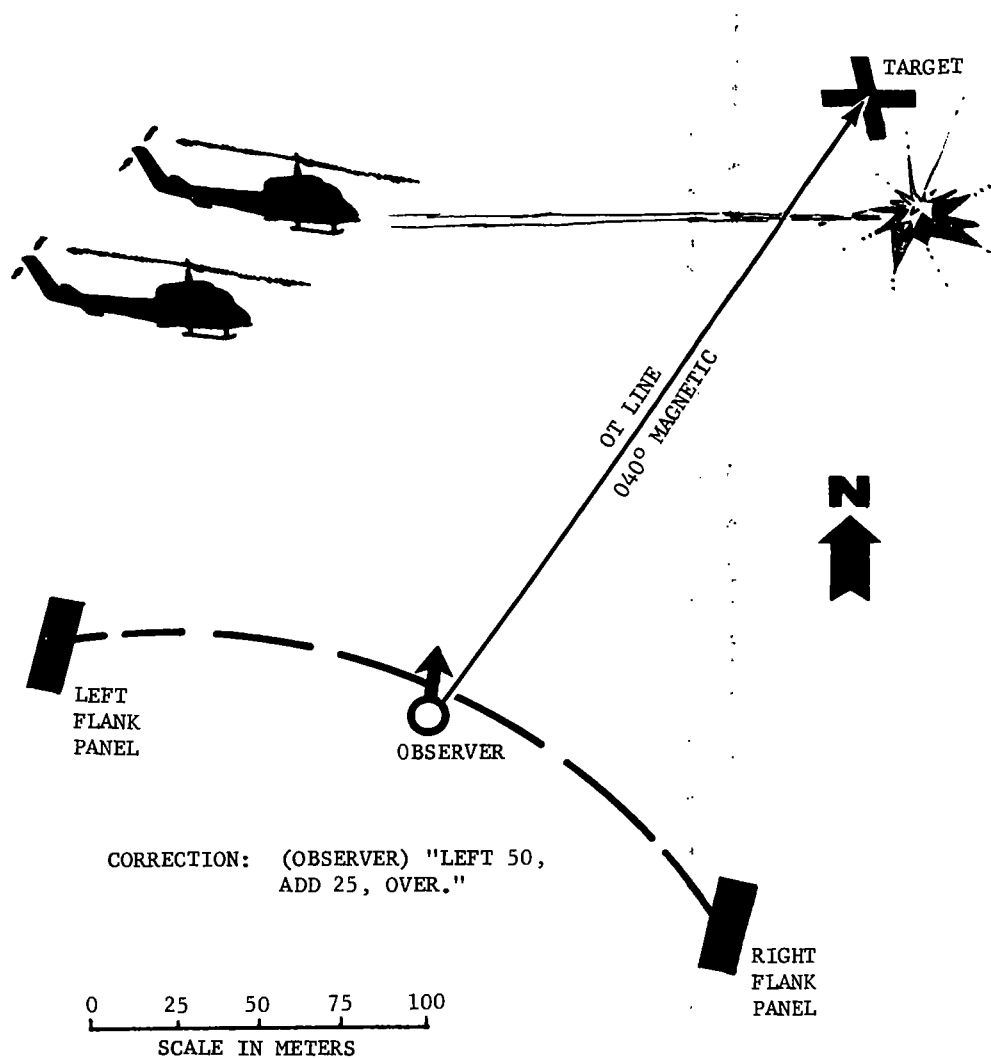 TARGET
OT LINE
040° MAGNETIC
N
LEFT
FLANK
PANEL
OBSERVER
CORRECTION: (OBSERVER) "LEFT 50,
ADD 25, OVER."
RIGHT
FLANK
PANEL
0 25 50 75 100
SCALE IN METERS